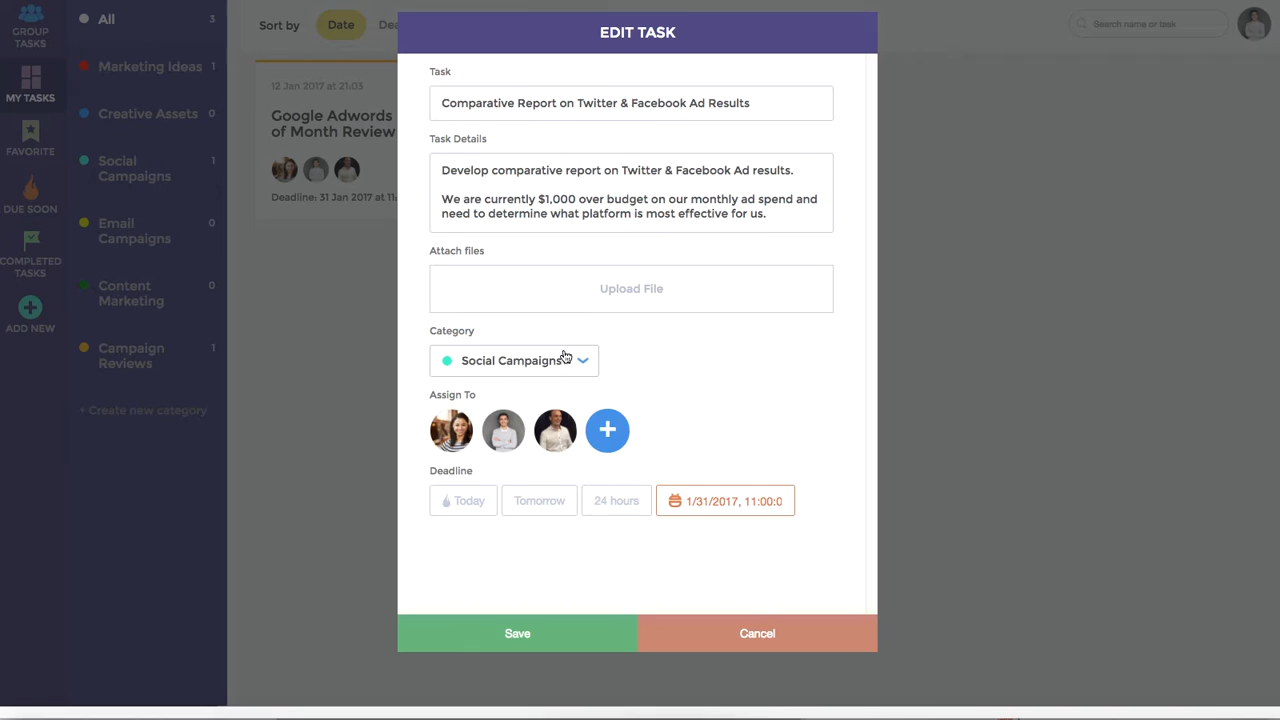 GROUP
TASKS
MY TASKS
FAVORITE
DUE SOON
COMPLETED
TASKS
ADD NEW
All 3
Marketing Ideas 1
Creative Assets 0
Social
Campaigns 1
Email
Campaigns 0
Content
Marketing 0
Campaign
Reviews 1
+ Create new category
Sort by Date
Search name or task
12 Jan 2017 at 21:03
Google Adwords
of Month Review
Deadline: 31 Jan 2017 at 11:
EDIT TASK
Task
Comparative Report on Twitter & Facebook Ad Results
Task Details
Develop comparative report on Twitter & Facebook Ad results.
We are currently $1,000 over budget on our monthly ad spend and
need to determine what platform is most effective for us.
Attach files
Upload File
Category
Social Campaigns
Assign To
Deadline
Today Tomorrow 24 hours 1/31/2017, 11:00:0
Save Cancel